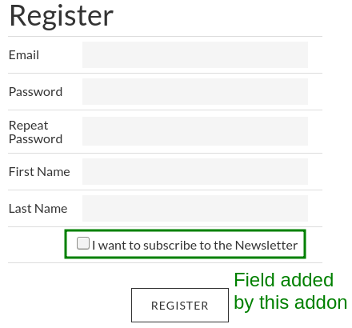 Register
Email
Password
Repeat
Password
First Name
Last Name
I want to subscribe to the Newsletter
Field added
by this addon
REGISTER